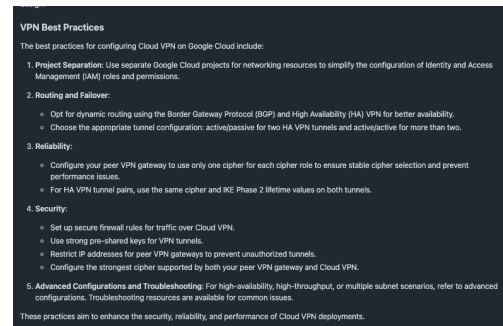 VPN Best Practices
The best practices for configuring Cloud VPN on Google Cloud include:
1. Project Separation: Use separate Google Cloud projects for networking resources to simplify the configuration of Identity and Access
Management (IAM) roles and permissions.
2. Routing and Failover:
○ Opt for dynamic routing using the Border Gateway Protocol (BGP) and High Availability (HA) VPN for better availability.
○ Choose the appropriate tunnel configuration: active/passive for two HA VPN tunnels and active/active for more than two.
3. Reliability:
○ Configure your peer VPN gateway to use only one cipher for each cipher role to ensure stable cipher selection and prevent
performance issues.
○ For HA VPN tunnel pairs, use the same cipher and IKE Phase 2 lifetime values on both tunnels.
4. Security:
○ Set up secure firewall rules for traffic over Cloud VPN.
○ Use strong pre-shared keys for VPN tunnels.
○ Restrict IP addresses for peer VPN gateways to prevent unauthorized tunnels.
○ Configure the strongest cipher supported by both your peer VPN gateway and Cloud VPN.
5. Advanced Configurations and Troubleshooting: For high-availability, high-throughput, or multiple subnet scenarios, refer to advanced
configurations. Troubleshooting resources are available for common issues.
These practices aim to enhance the security, reliability, and performance of Cloud VPN deployments.